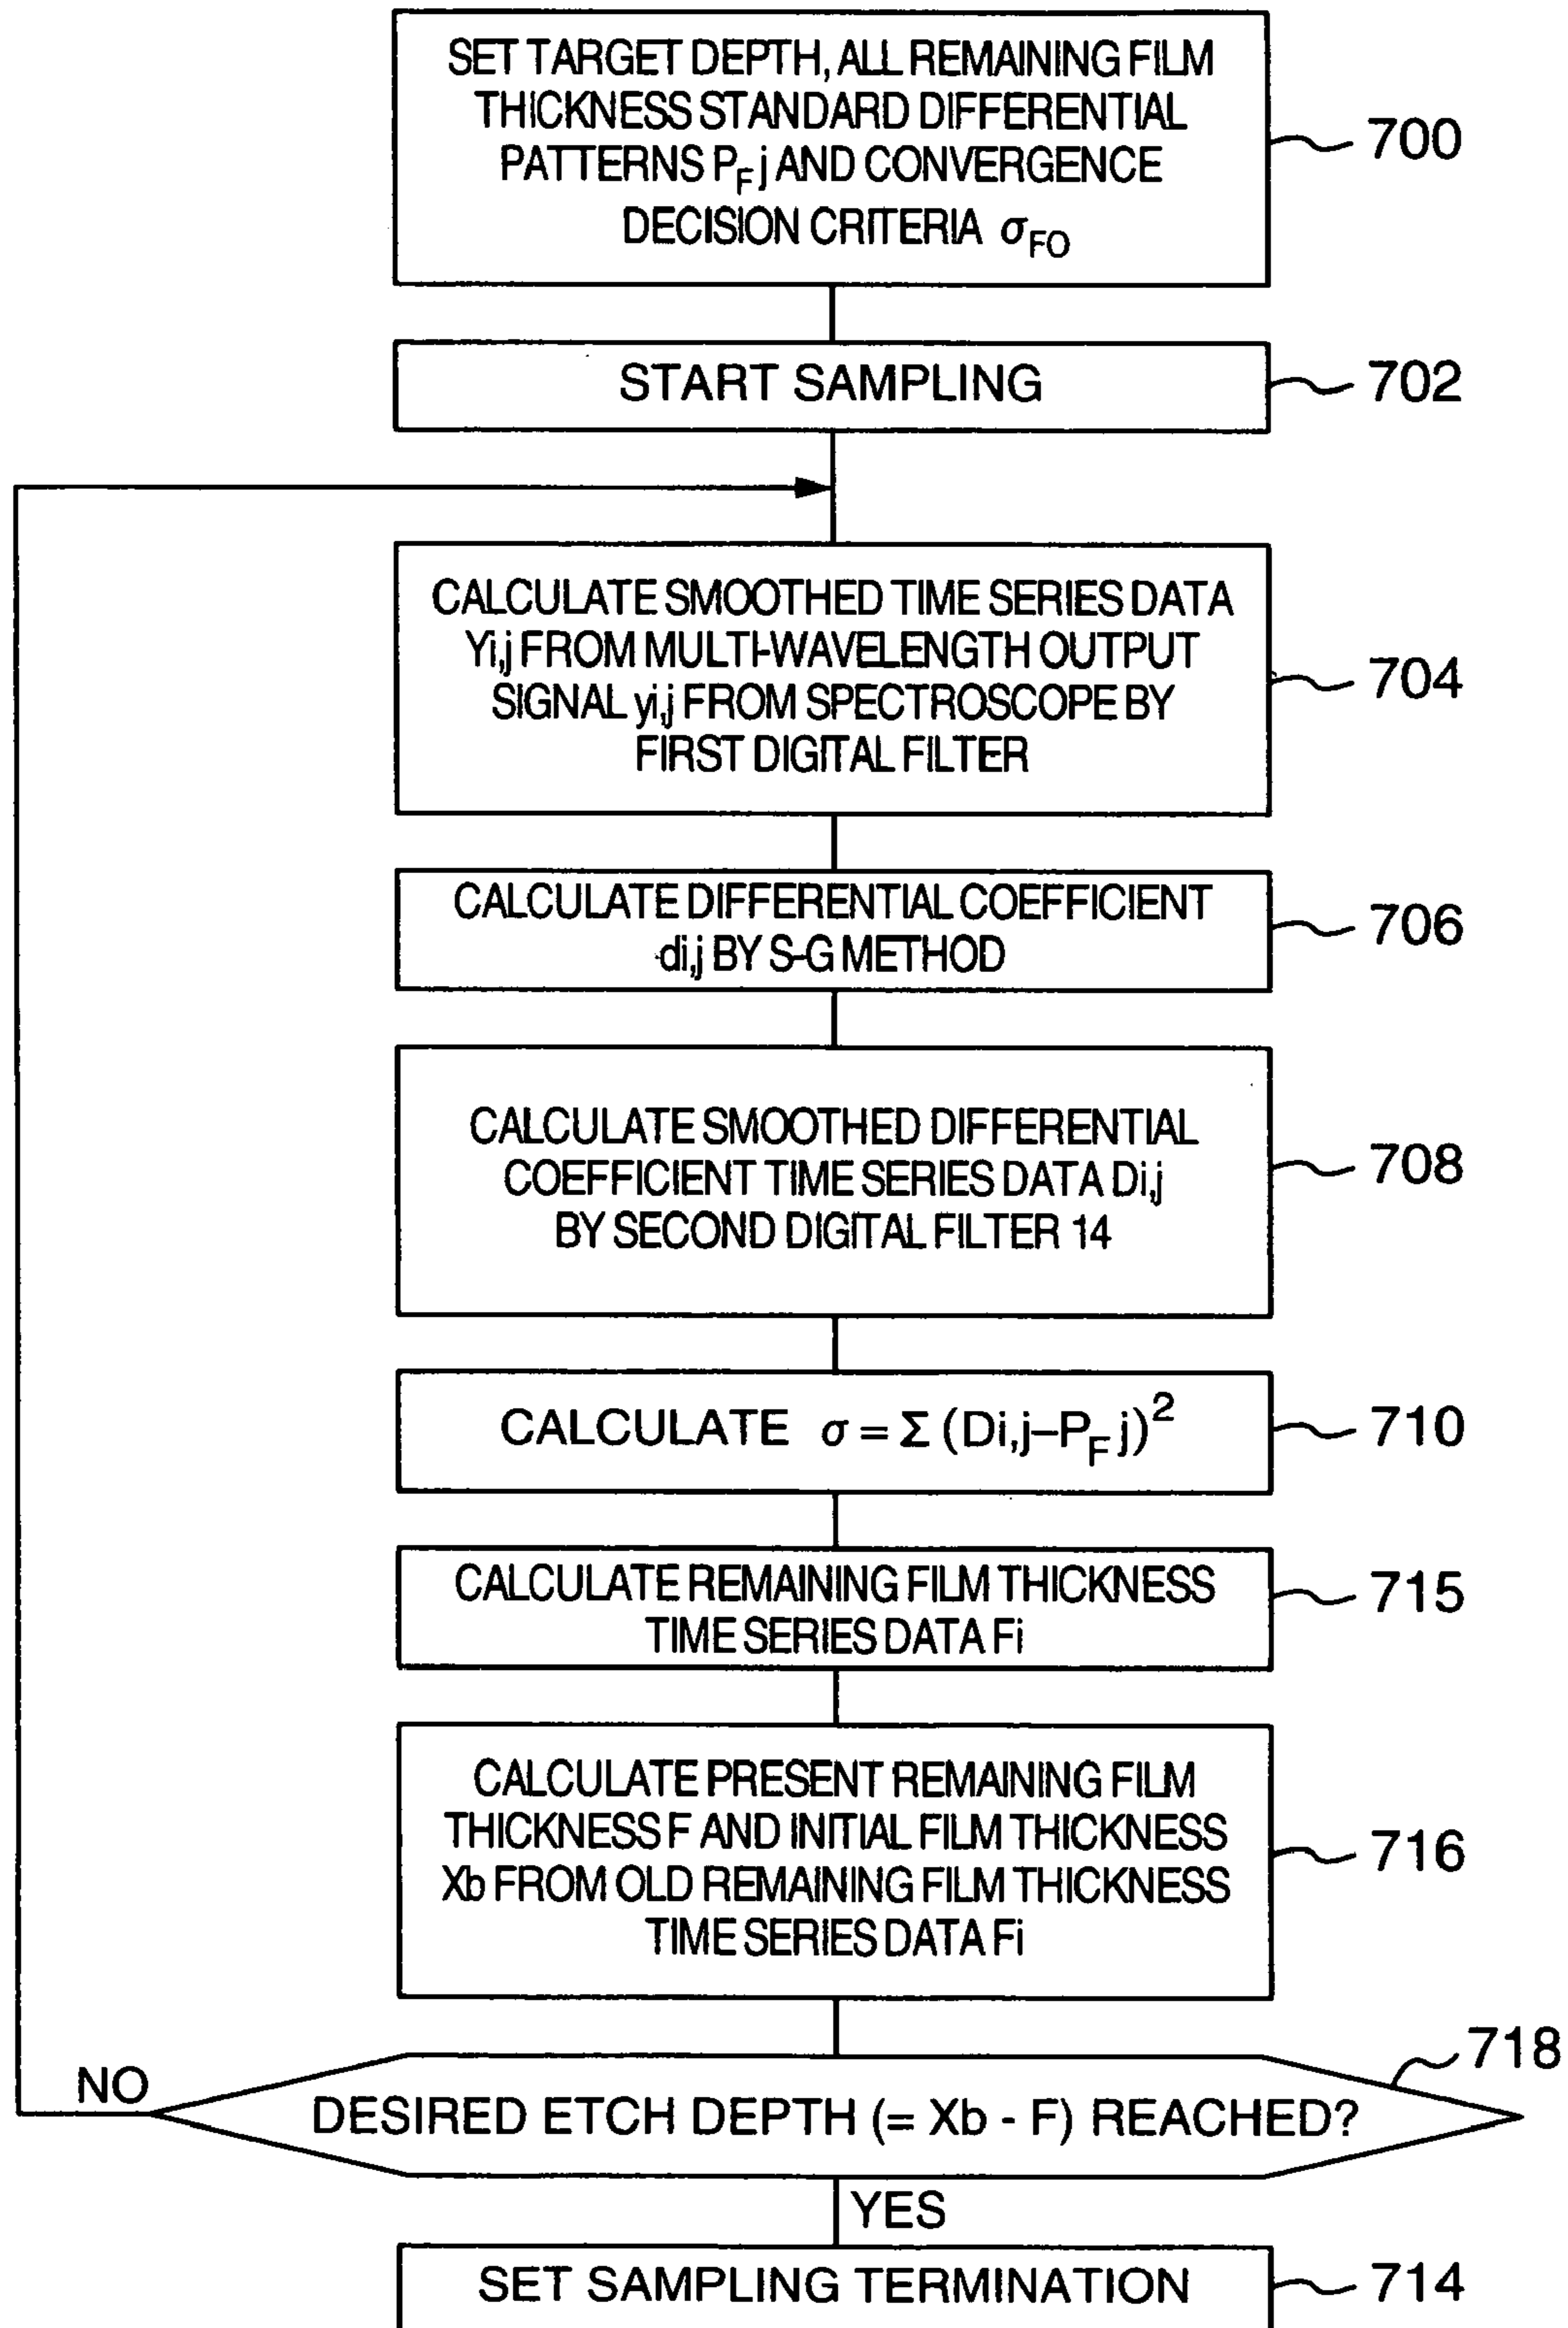 SET TARGET DEPTH, ALL REMAINING FILM
THICKNESS STANDARD DIFFERENTIAL
PATTERNS PF j AND CONVERGENCE
DECISION CRITERIA σFO
700
START SAMPLING
702
CALCULATE SMOOTHED TIME SERIES DATA
Yi,j FROM MULTI-WAVELENGTH OUTPUT
SIGNAL yi,j FROM SPECTROSCOPE BY
FIRST DIGITAL FILTER
704
CALCULATE DIFFERENTIAL COEFFICIENT
di,j BY S-G METHOD
706
CALCULATE SMOOTHED DIFFERENTIAL
COEFFICIENT TIME SERIES DATA Di,j
BY SECOND DIGITAL FILTER 14
708
CALCULATE σ = Σ (Di,j–PF j)²
710
CALCULATE REMAINING FILM THICKNESS
TIME SERIES DATA Fi
715
CALCULATE PRESENT REMAINING FILM
THICKNESS F AND INITIAL FILM THICKNESS
Xb FROM OLD REMAINING FILM THICKNESS
TIME SERIES DATA Fi
716
718
NO
DESIRED ETCH DEPTH (= Xb - F) REACHED?
YES
SET SAMPLING TERMINATION
714